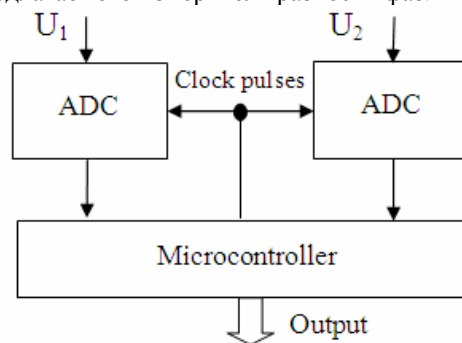 U1 U2
Clock pulses
ADC ADC
Microcontroller
Output